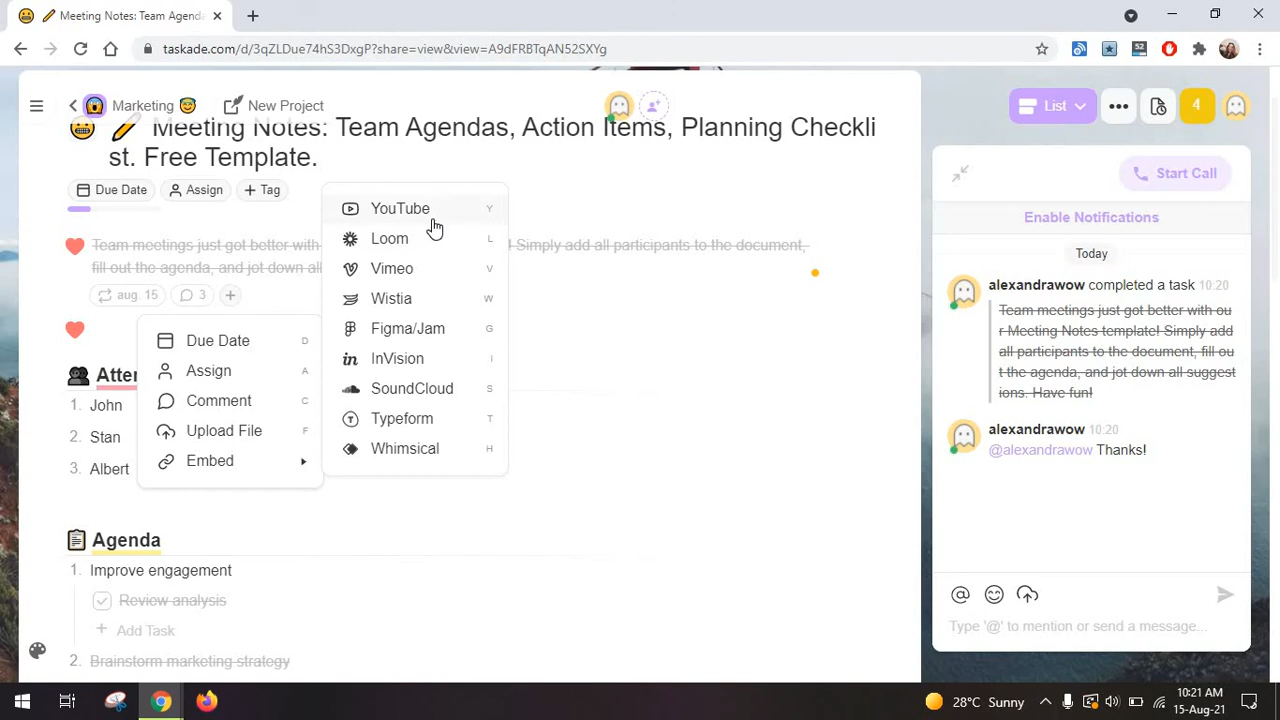 Meeting Notes: Team Agenda
taskade.com/d/3qZLDue74hS3DxgP?share=view&view=A9dFRBTqAN52SXYg
52
Marketing
New Project
List
4
Meeting Notes: Team Agendas, Action Items, Planning Checkli
st. Free Template.
Due Date
Assign
Tag
Team meetings just got better with
! Simply add all participants to the document,
fill out the agenda, and jot down all
aug. 15
3
YouTube Y
Loom L
Vimeo V
Wistia W
Figma/Jam G
InVision I
SoundCloud S
Typeform T
Whimsical H
Due Date D
Assign A
Comment C
Upload File F
Embed
Atter
1. John
2. Stan
3. Albert
Agenda
1. Improve engagement
Review analysis
+ Add Task
2. Brainstorm marketing strategy
Start Call
Enable Notifications
Today
alexandrawow completed a task 10:20
Team meetings just got better with ou
r Meeting Notes template! Simply add
all participants to the document, fill ou
t the agenda, and jot down all suggest
ions. Have fun!
alexandrawow 10:20
@alexandrawow Thanks!
Type '@' to mention or send a message...
28°C Sunny
10:21 AM
15-Aug-21